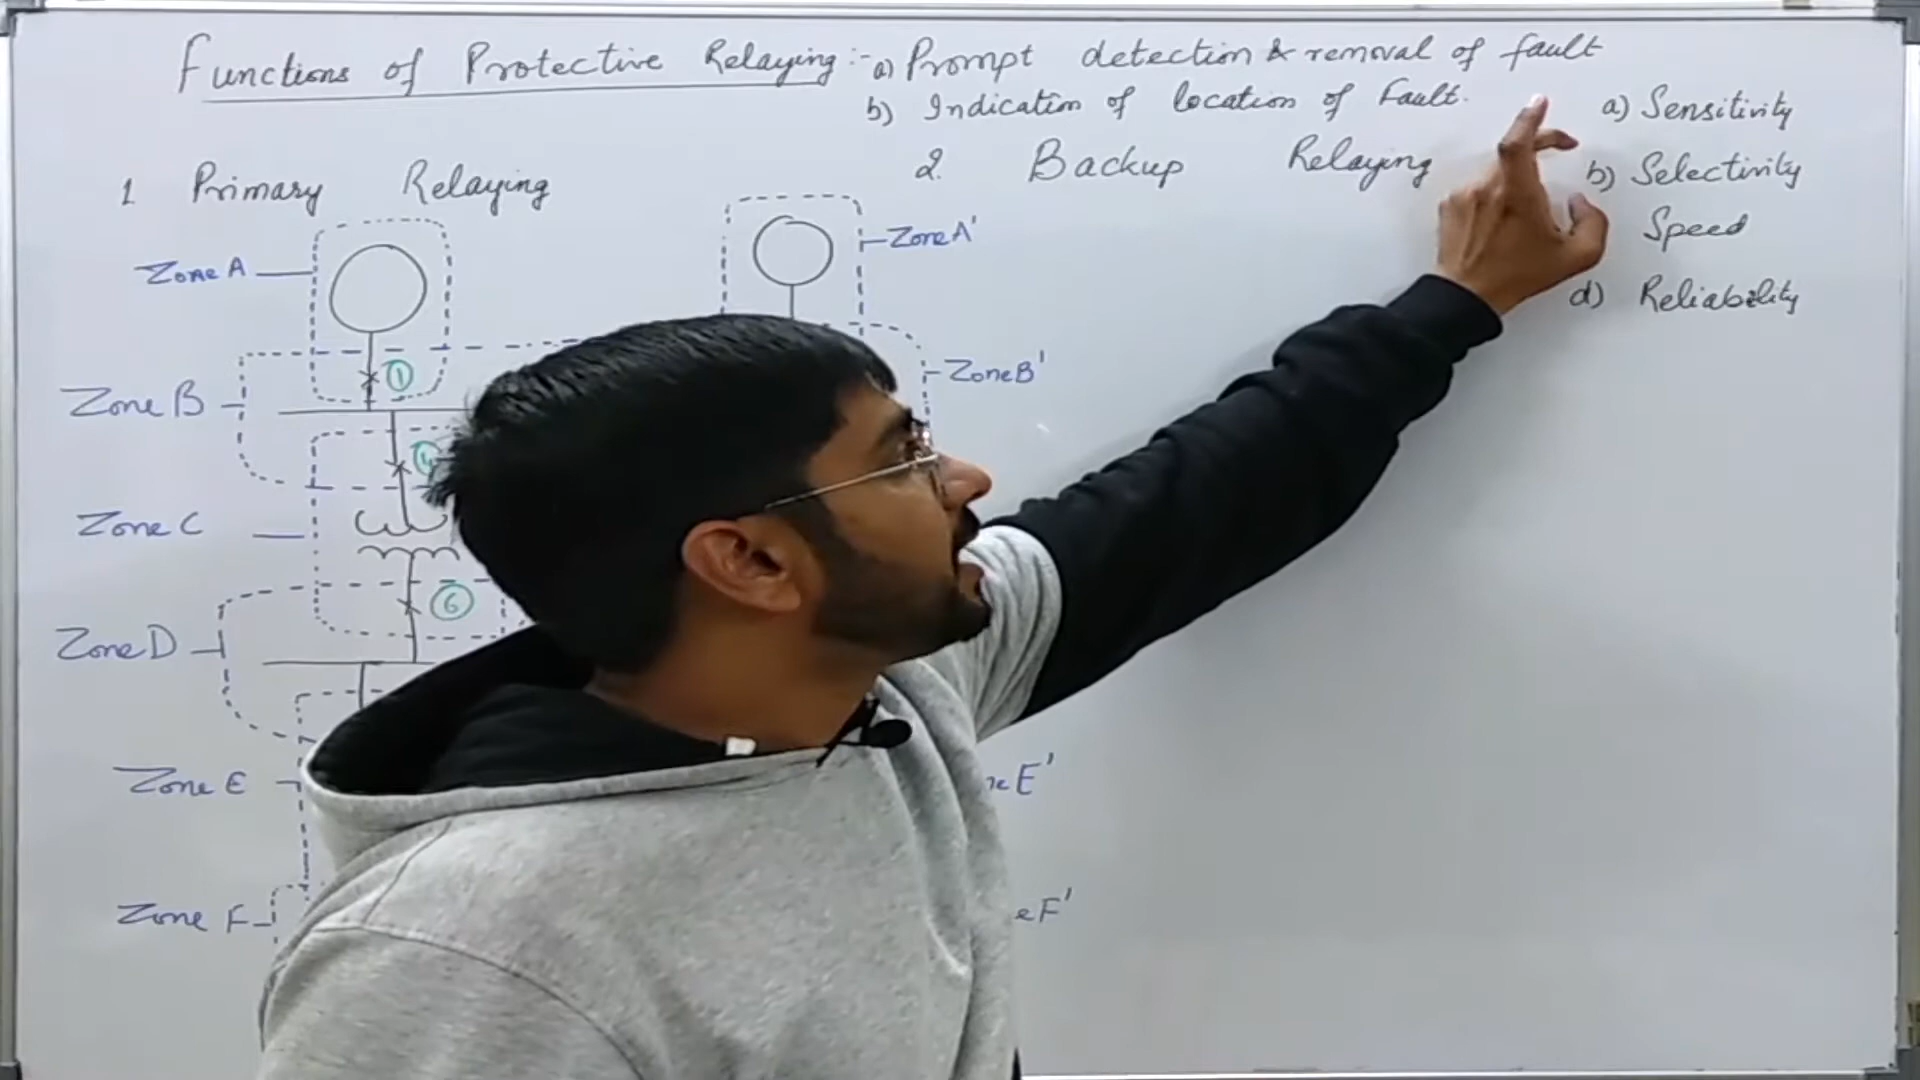 Functions of Protective Relaying :- a) Prompt detection & removal of fault
b) Indication of location of Fault.
a) Sensitivity
b) Selectivity
Speed
d) Reliability
1 Primary Relaying
2. Backup Relaying
Zone A
Zone A'
1
Zone B
Zone B'
4
Zone C
6
Zone D
Zone E
E'
Zone F
e F'